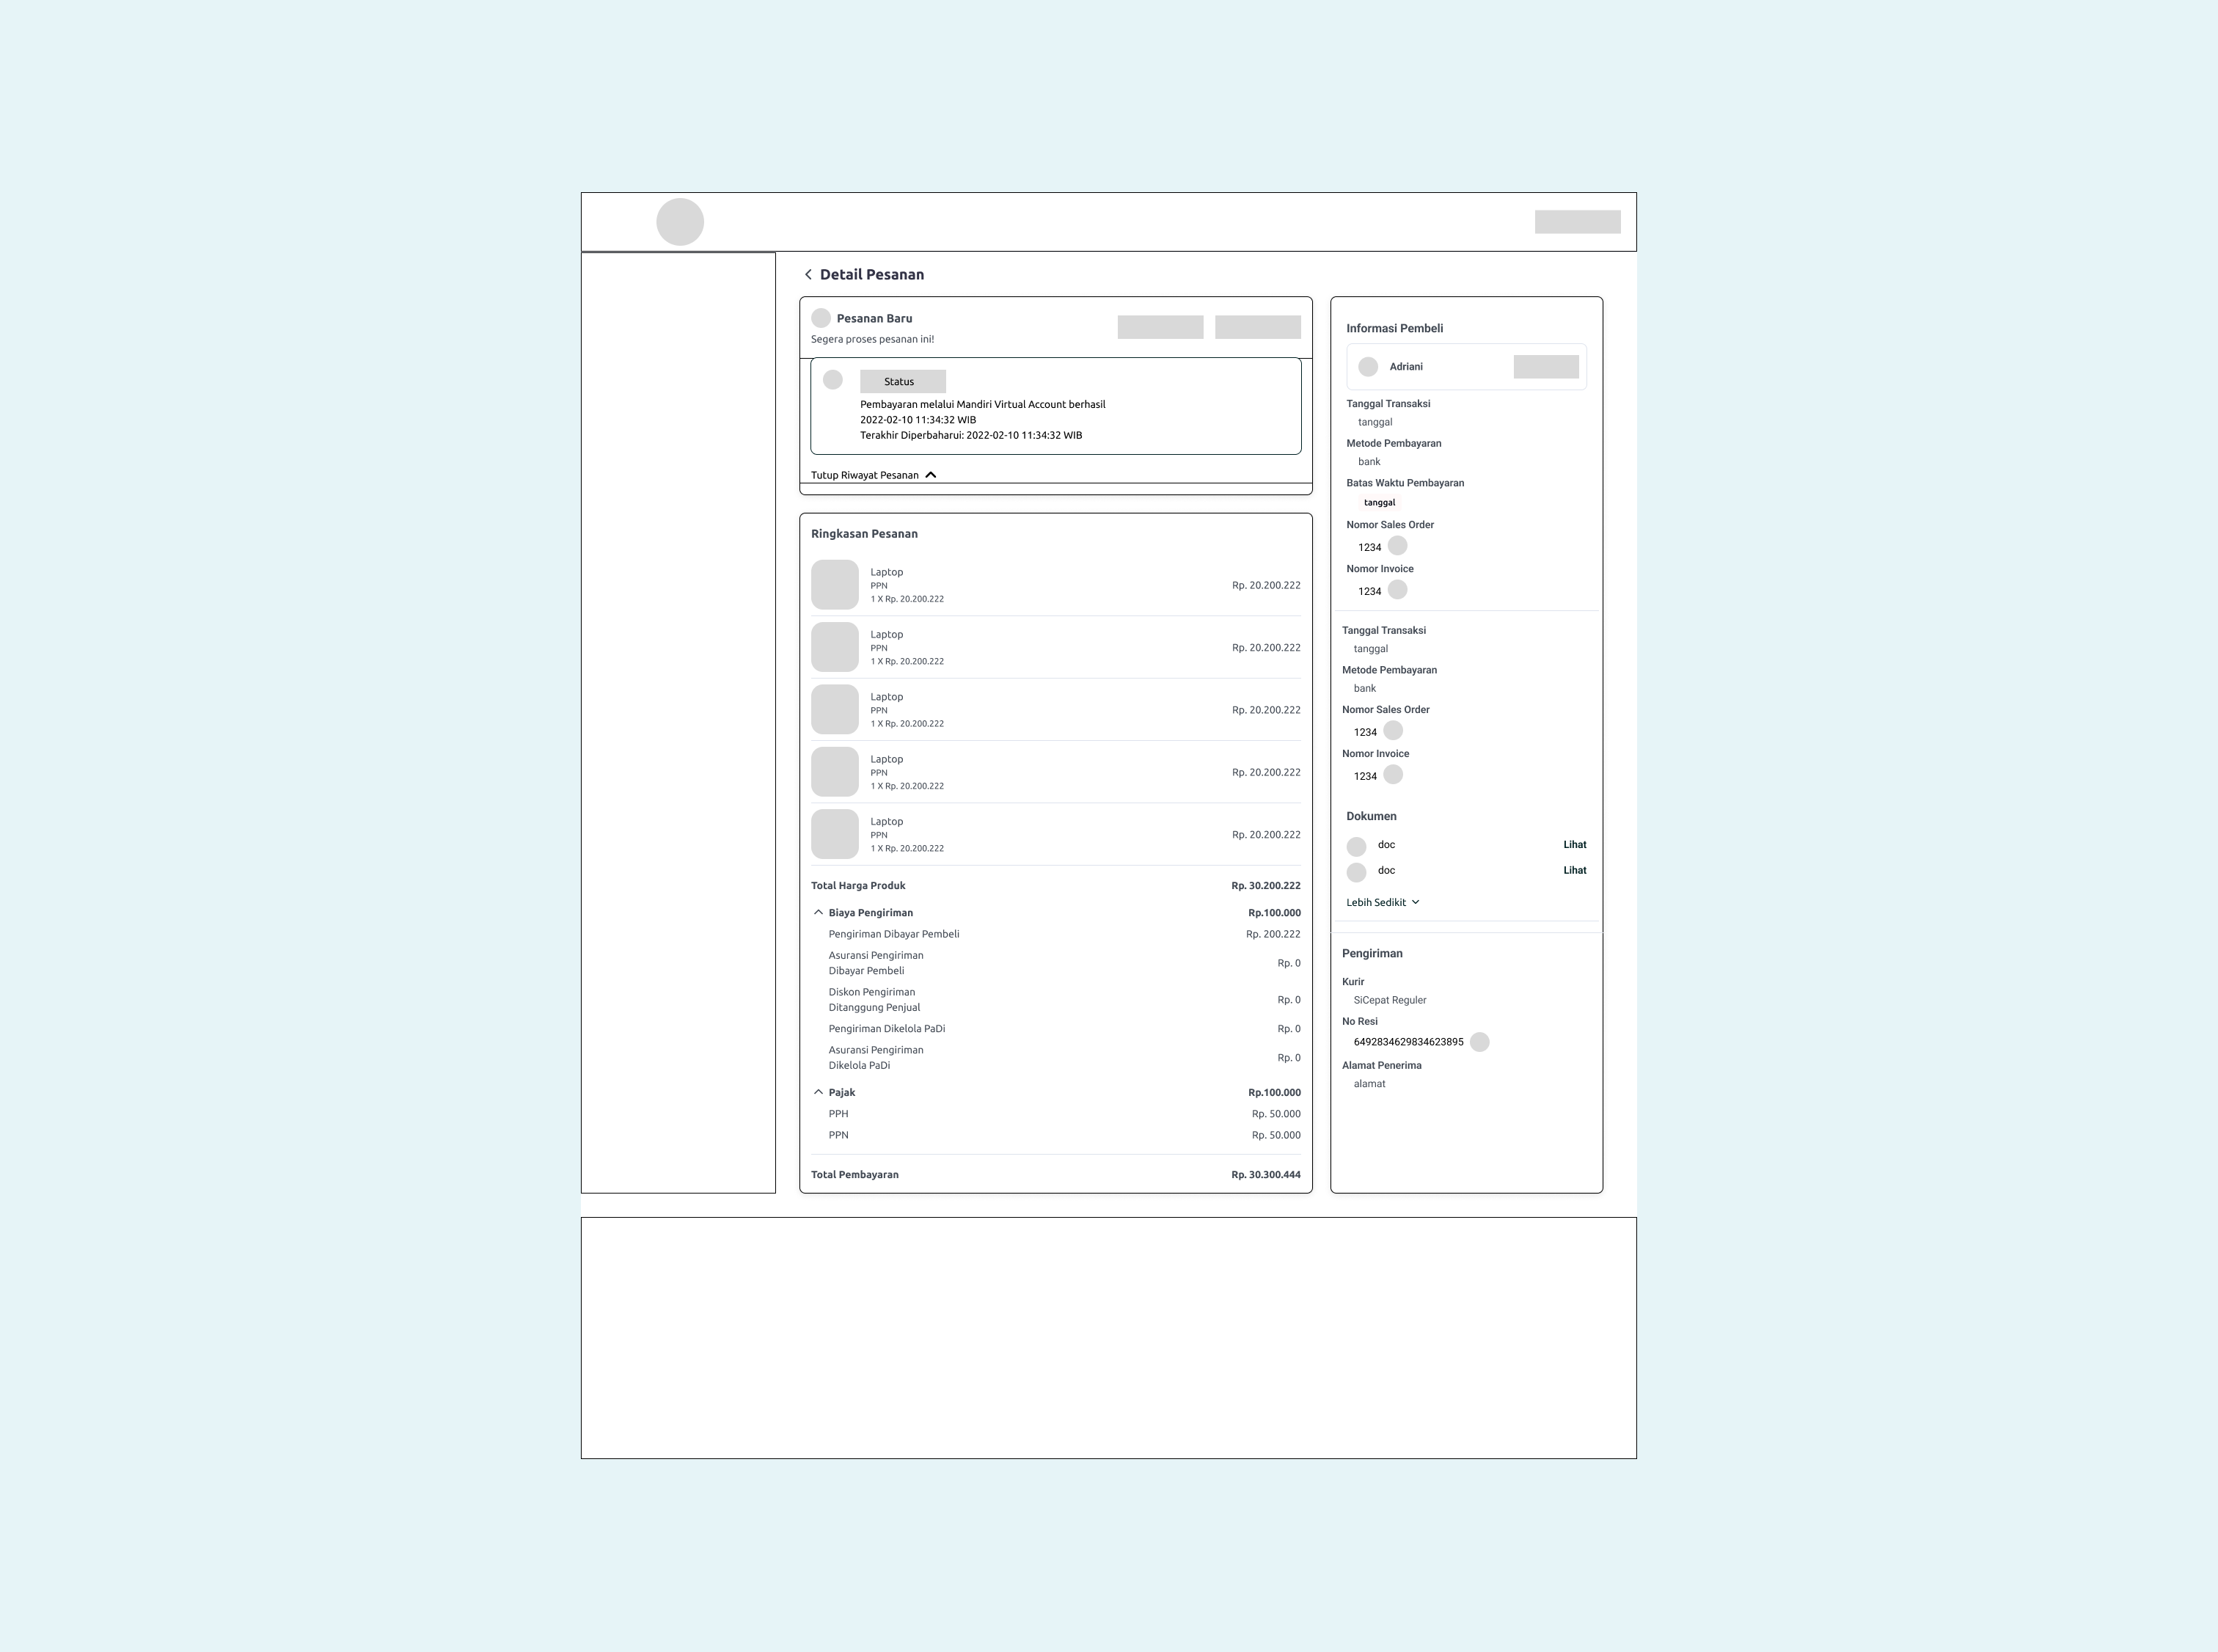 Detail Pesanan
Pesanan Baru
Segera proses pesanan ini!
Status
Pembayaran melalui Mandiri Virtual Account berhasil
2022-02-10 11:34:32 WIB
Terakhir Diperbaharui: 2022-02-10 11:34:32 WIB
Tutup Riwayat Pesanan
Ringkasan Pesanan
Laptop
PPN
1 X Rp. 20.200.222
Rp. 20.200.222
Laptop
PPN
1 X Rp. 20.200.222
Rp. 20.200.222
Laptop
PPN
1 X Rp. 20.200.222
Rp. 20.200.222
Laptop
PPN
1 X Rp. 20.200.222
Rp. 20.200.222
Laptop
PPN
1 X Rp. 20.200.222
Rp. 20.200.222
Total Harga Produk Rp. 30.200.222
Biaya Pengiriman Rp.100.000
Pengiriman Dibayar Pembeli Rp. 200.222
Asuransi Pengiriman
Dibayar Pembeli
Rp. 0
Diskon Pengiriman
Ditanggung Penjual
Rp. 0
Pengiriman Dikelola PaDi Rp. 0
Asuransi Pengiriman
Dikelola PaDi
Rp. 0
Pajak Rp.100.000
PPH Rp. 50.000
PPN Rp. 50.000
Total Pembayaran Rp. 30.300.444
Informasi Pembeli
Adriani
Tanggal Transaksi
tanggal
Metode Pembayaran
bank
Batas Waktu Pembayaran
tanggal
Nomor Sales Order
1234
Nomor Invoice
1234
Tanggal Transaksi
tanggal
Metode Pembayaran
bank
Nomor Sales Order
1234
Nomor Invoice
1234
Dokumen
doc Lihat
doc Lihat
Lebih Sedikit
Pengiriman
Kurir
SiCepat Reguler
No Resi
6492834629834623895
Alamat Penerima
alamat